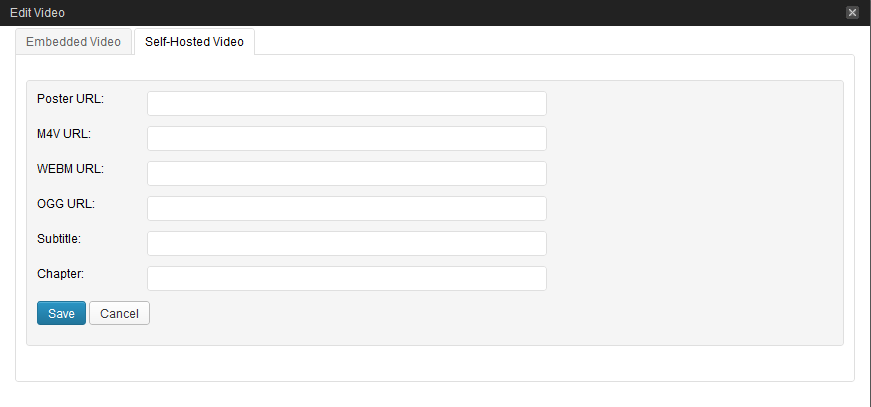 Edit Video
Embedded Video Self-Hosted Video
Poster URL:
M4V URL:
WEBM URL:
OGG URL:
Subtitle:
Chapter:
Save Cancel